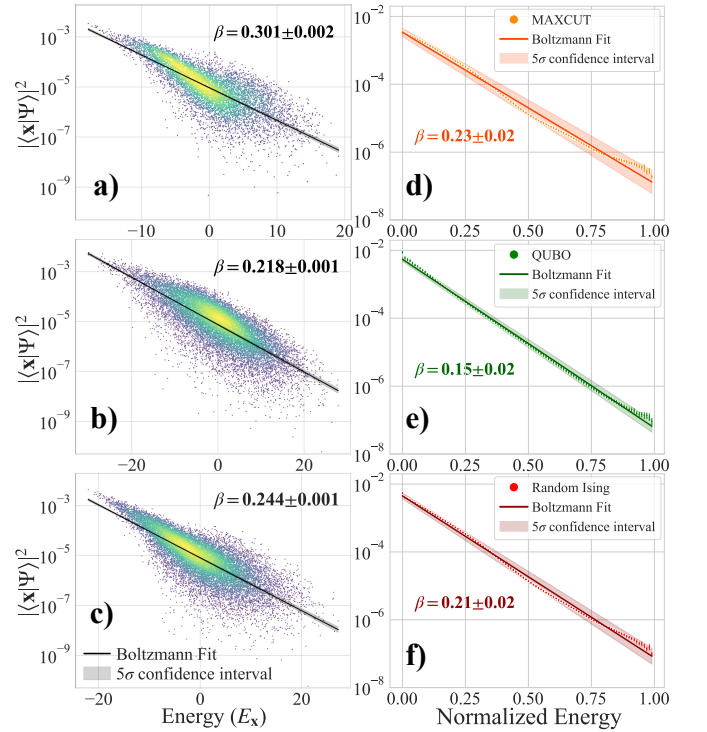 |⟨x|Ψ⟩|²
10⁻³
10⁻⁵
10⁻⁷
10⁻⁹
β = 0.301±0.002
a)
−10
0
10
20
10⁻²
10⁻⁴
10⁻⁶
10⁻⁸
MAXCUT
Boltzmann Fit
5σ confidence interval
β = 0.23±0.02
d)
0.00
0.25
0.50
0.75
1.00
|⟨x|Ψ⟩|²
10⁻³
10⁻⁵
10⁻⁷
10⁻⁹
β = 0.218±0.001
b)
−20
0
20
10⁻²
10⁻⁴
10⁻⁶
10⁻⁸
QUBO
Boltzmann Fit
5σ confidence interval
β = 0.15±0.02
e)
0.00
0.25
0.50
0.75
1.00
|⟨x|Ψ⟩|²
10⁻³
10⁻⁵
10⁻⁷
10⁻⁹
β = 0.244±0.001
c)
Boltzmann Fit
5σ confidence interval
−20
0
20
Energy (Eₓ)
10⁻²
10⁻⁴
10⁻⁶
10⁻⁸
Random Ising
Boltzmann Fit
5σ confidence interval
β = 0.21±0.02
f)
0.00
0.25
0.50
0.75
1.00
Normalized Energy